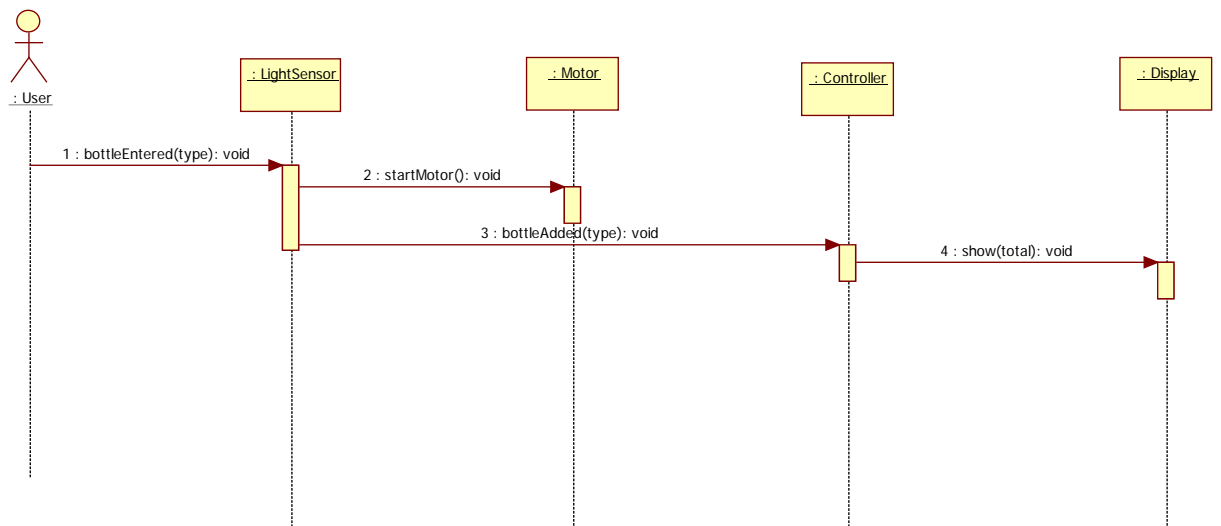 : User
: LightSensor
: Motor
: Controller
: Display
1 : bottleEntered(type): void
2 : startMotor(): void
3 : bottleAdded(type): void
4 : show(total): void